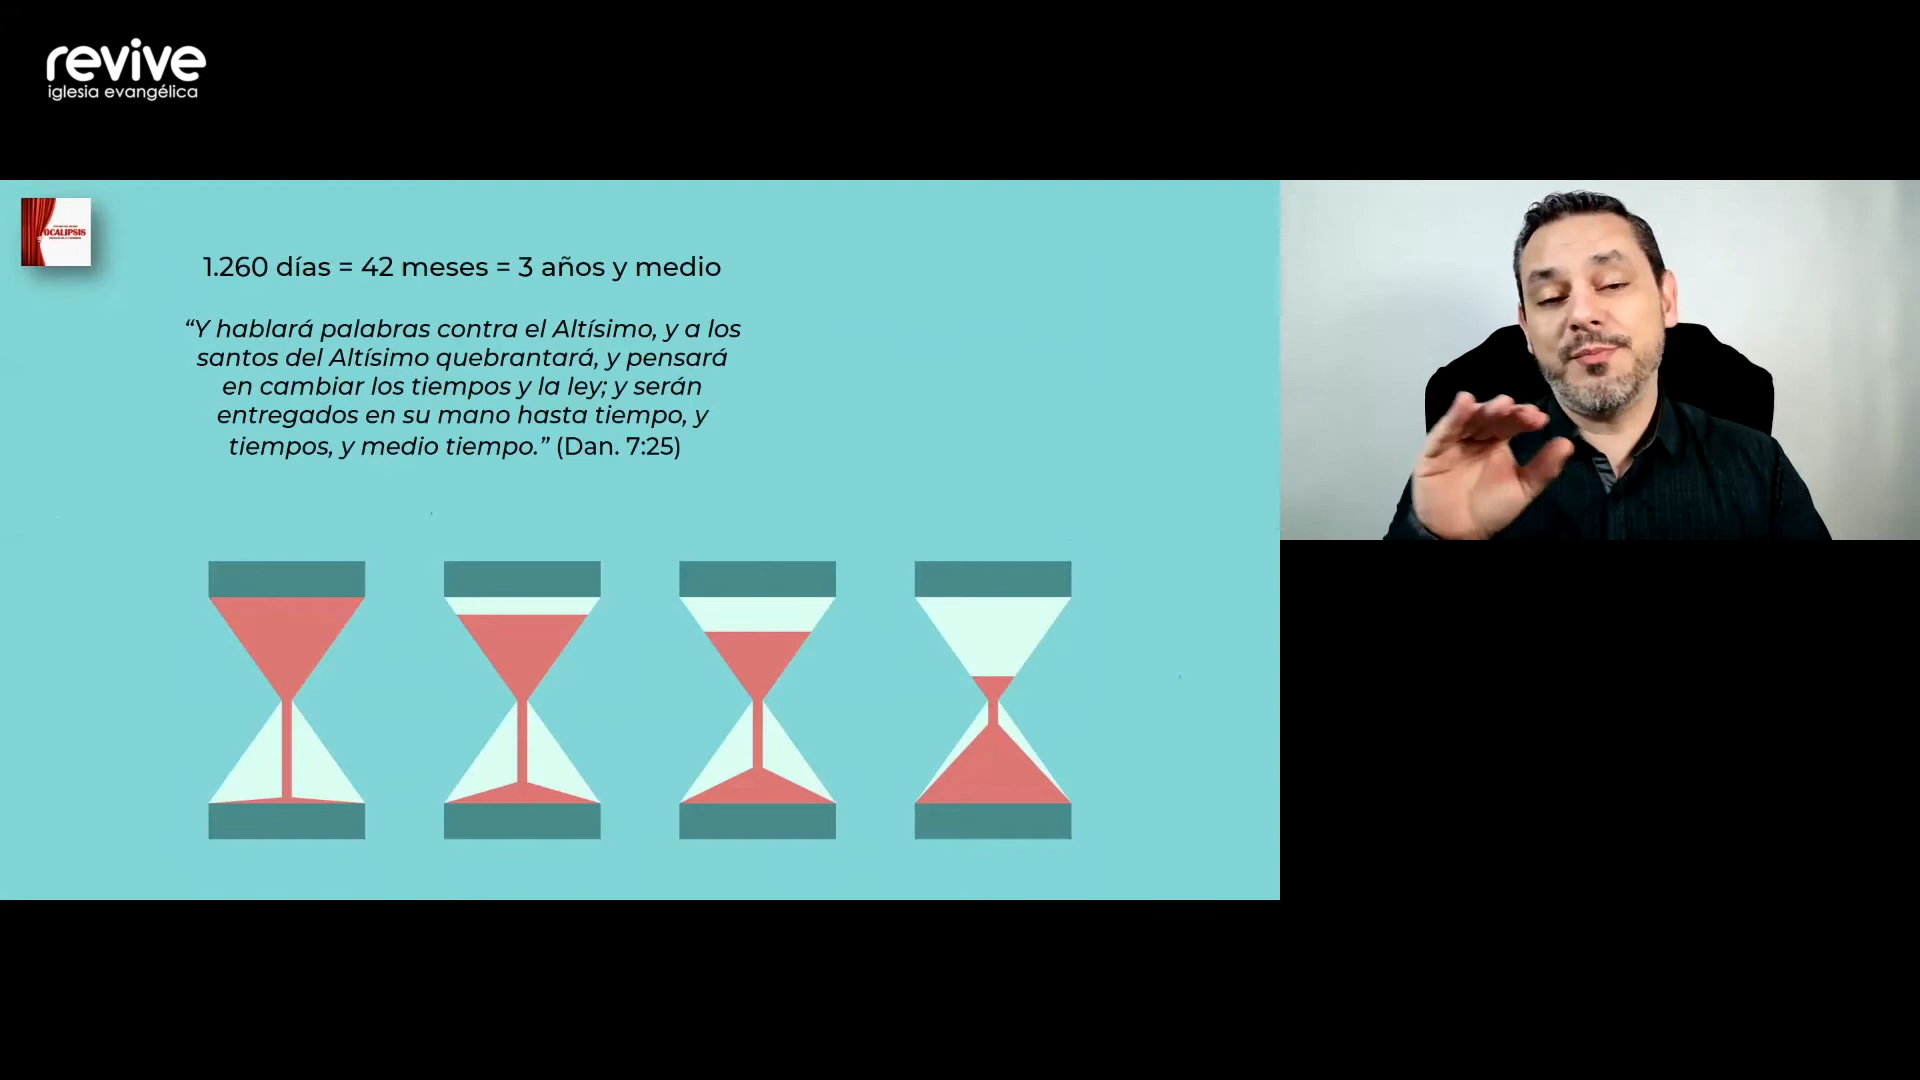 revive
iglesia evangélica
OCALIPSIS
1.260 días = 42 meses = 3 años y medio
“Y hablará palabras contra el Altísimo, y a los
santos del Altísimo quebrantará, y pensará
en cambiar los tiempos y la ley; y serán
entregados en su mano hasta tiempo, y
tiempos, y medio tiempo.” (Dan. 7:25)